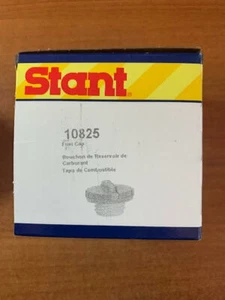 Stant
10825
Fuel Cap
Bouchon de Réservoir de
Carburant
Tapa de Combustible